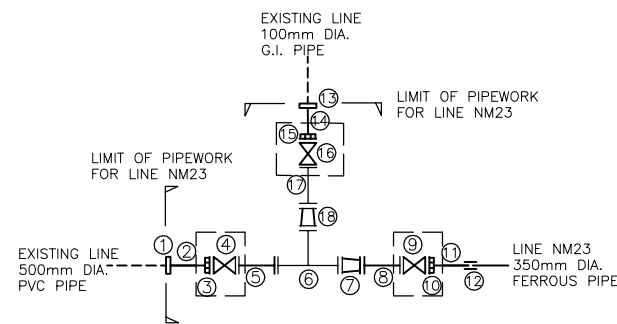 EXISTING LINE
100mm DIA.
G.I. PIPE
13
LIMIT OF PIPEWORK
FOR LINE NM23
14
15
16
LIMIT OF PIPEWORK
FOR LINE NM23
17
18
1
2
4
9
11
EXISTING LINE
500mm DIA.
PVC PIPE
3
5
6
7
8
10
12
LINE NM23
350mm DIA.
FERROUS PIPE